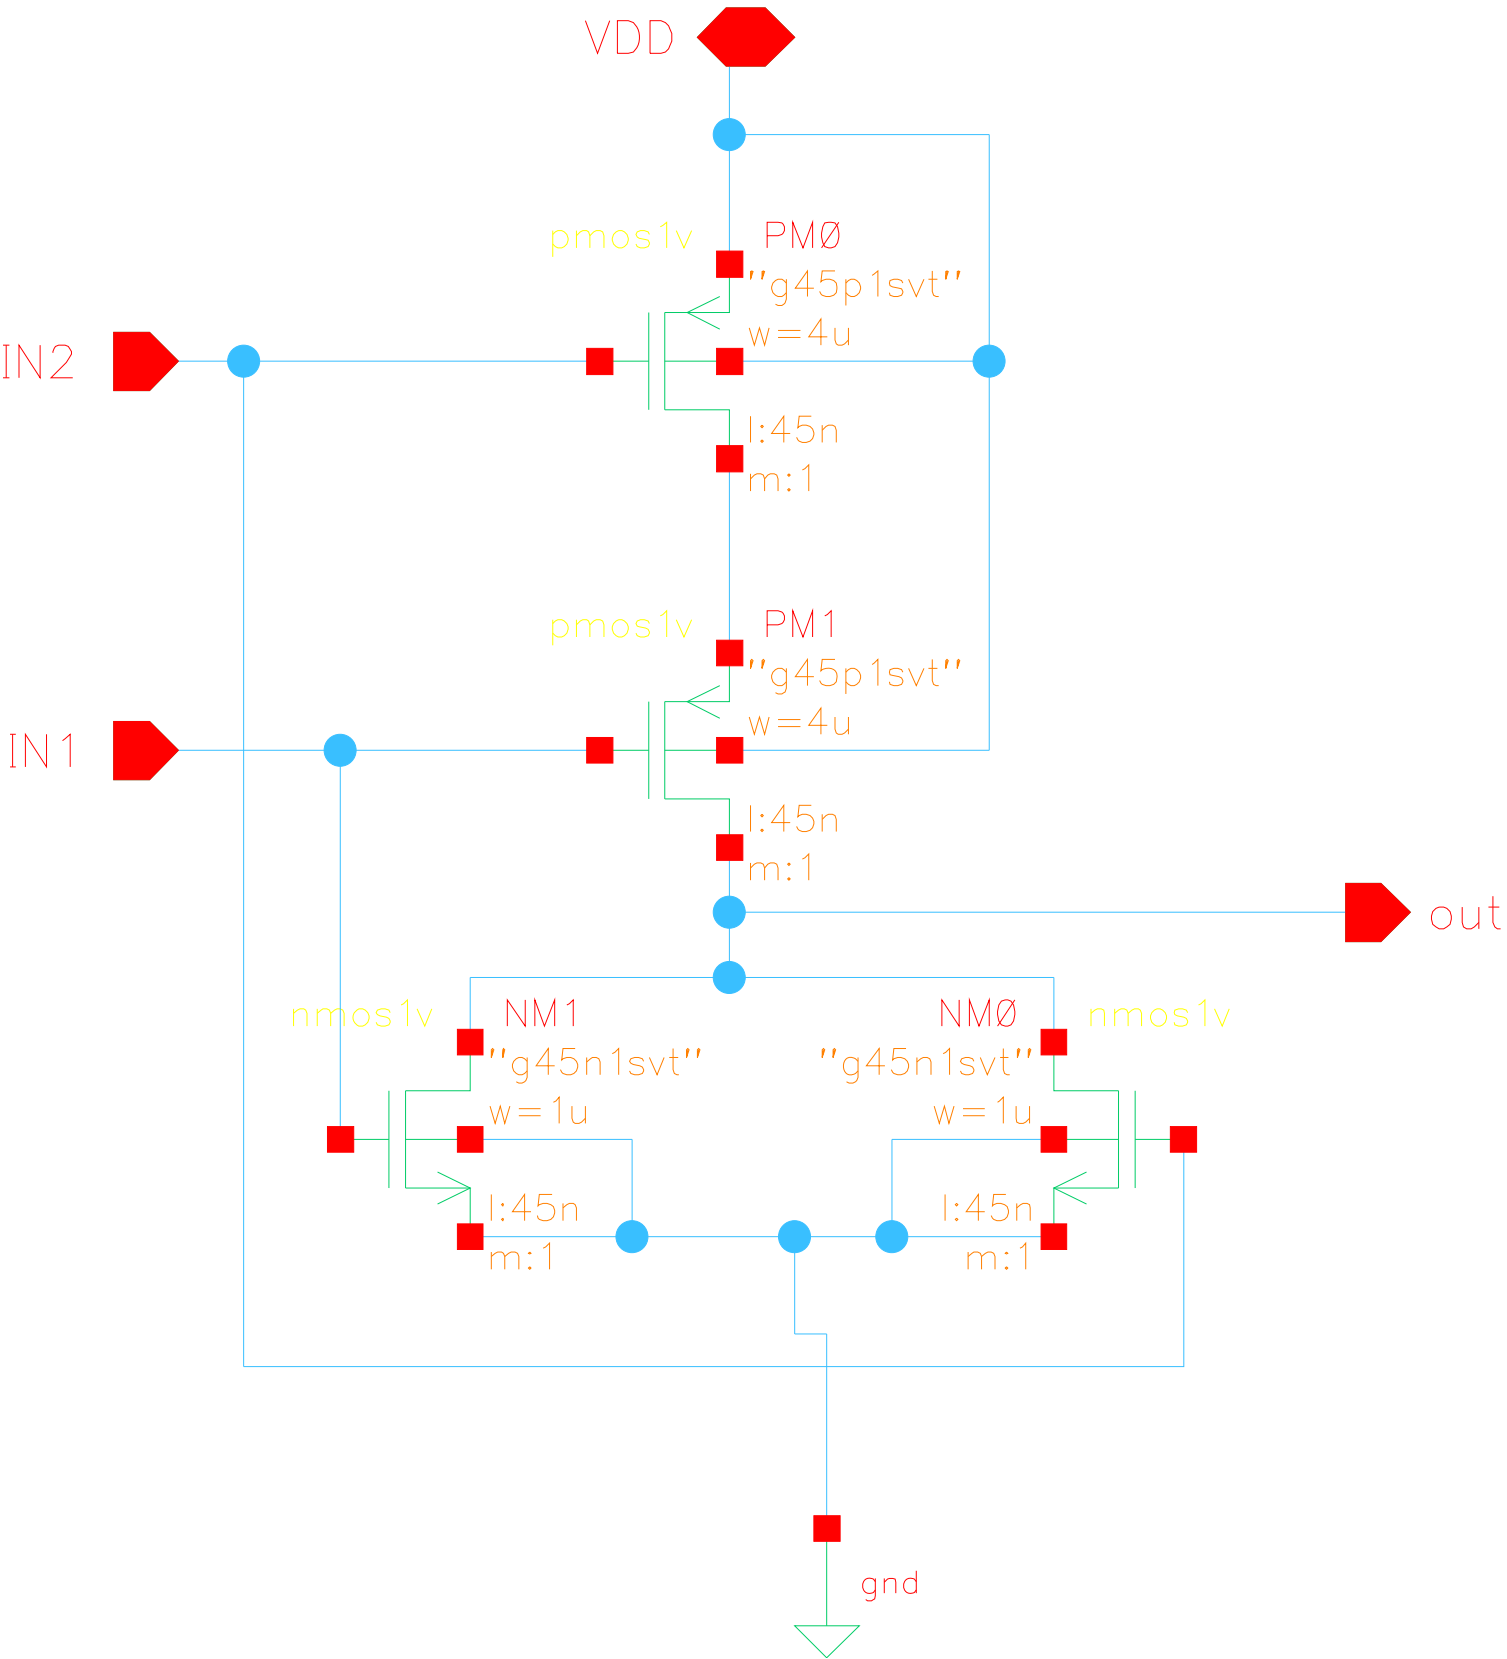 VDD
pmos1v PM0
"g45p1svt"
w=4u
IN2
l:45n
m:1
pmos1v PM1
"g45p1svt"
w=4u
IN1
l:45n
m:1
out
nmos1v NM1 NM0 nmos1v
"g45n1svt" "g45n1svt"
w=1u w=1u
l:45n l:45n
m:1 m:1
gnd